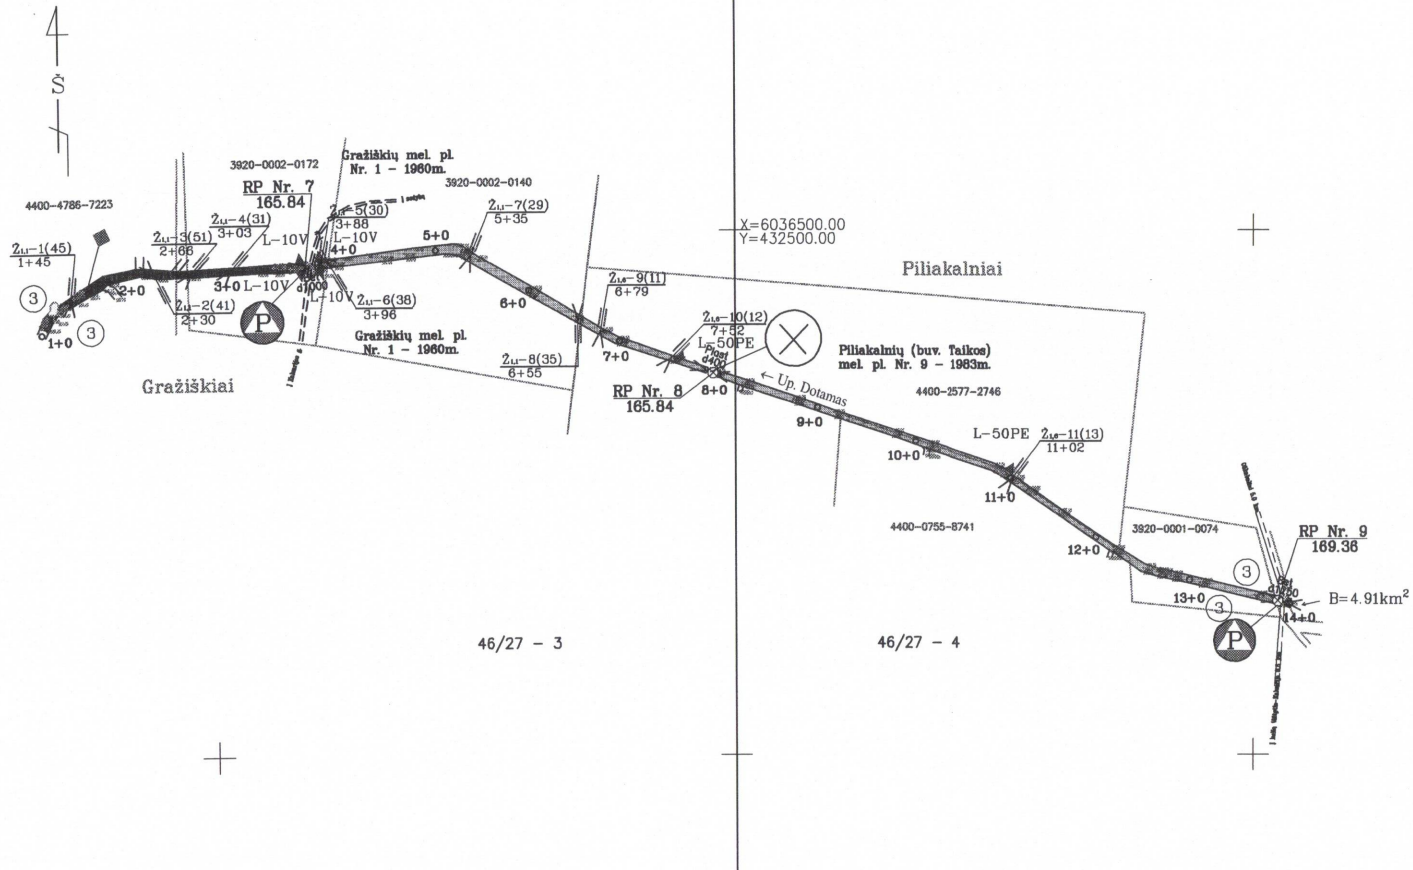 Š
4400-4786-7223
3920-0002-0172
RP Nr. 7
165.84
Gražiškių mel. pl.
Nr. 1 - 1960m.
3920-0002-0140
Ž1,1-1(45)
1+45
Ž1,1-3(51)
2+66
Ž1,1-4(31)
3+03
L-10V
Ž1,1-5(30)
3+88
L-10V
4+0
5+0
Ž1,1-7(29)
5+35
X=6036500.00
Y=432500.00
Piliakalniai
3
3
1+0
2+0
Ž1,1-2(41)
2+30
3+0
L-10V
d1000
L-10V
Ž1,1-6(38)
3+96
P
Gražiškių mel. pl.
Nr. 1 - 1960m.
Gražiškiai
6+0
Ž1,6-9(11)
6+79
Ž1,6-10(12)
7+52
L-50PE
7+0
Ž1,1-8(35)
6+55
Plast
d400
RP Nr. 8
165.84
8+0
← Up. Dotamas
Piliakalnių (buv. Taikos)
mel. pl. Nr. 9 - 1983m.
4400-2577-2746
9+0
10+0
L-50PE
Ž1,6-11(13)
11+02
11+0
4400-0755-8741
12+0
3920-0001-0074
RP Nr. 9
169.36
3
13+0
3
14+0
B=4.91km²
P
46/27 - 3
46/27 - 4